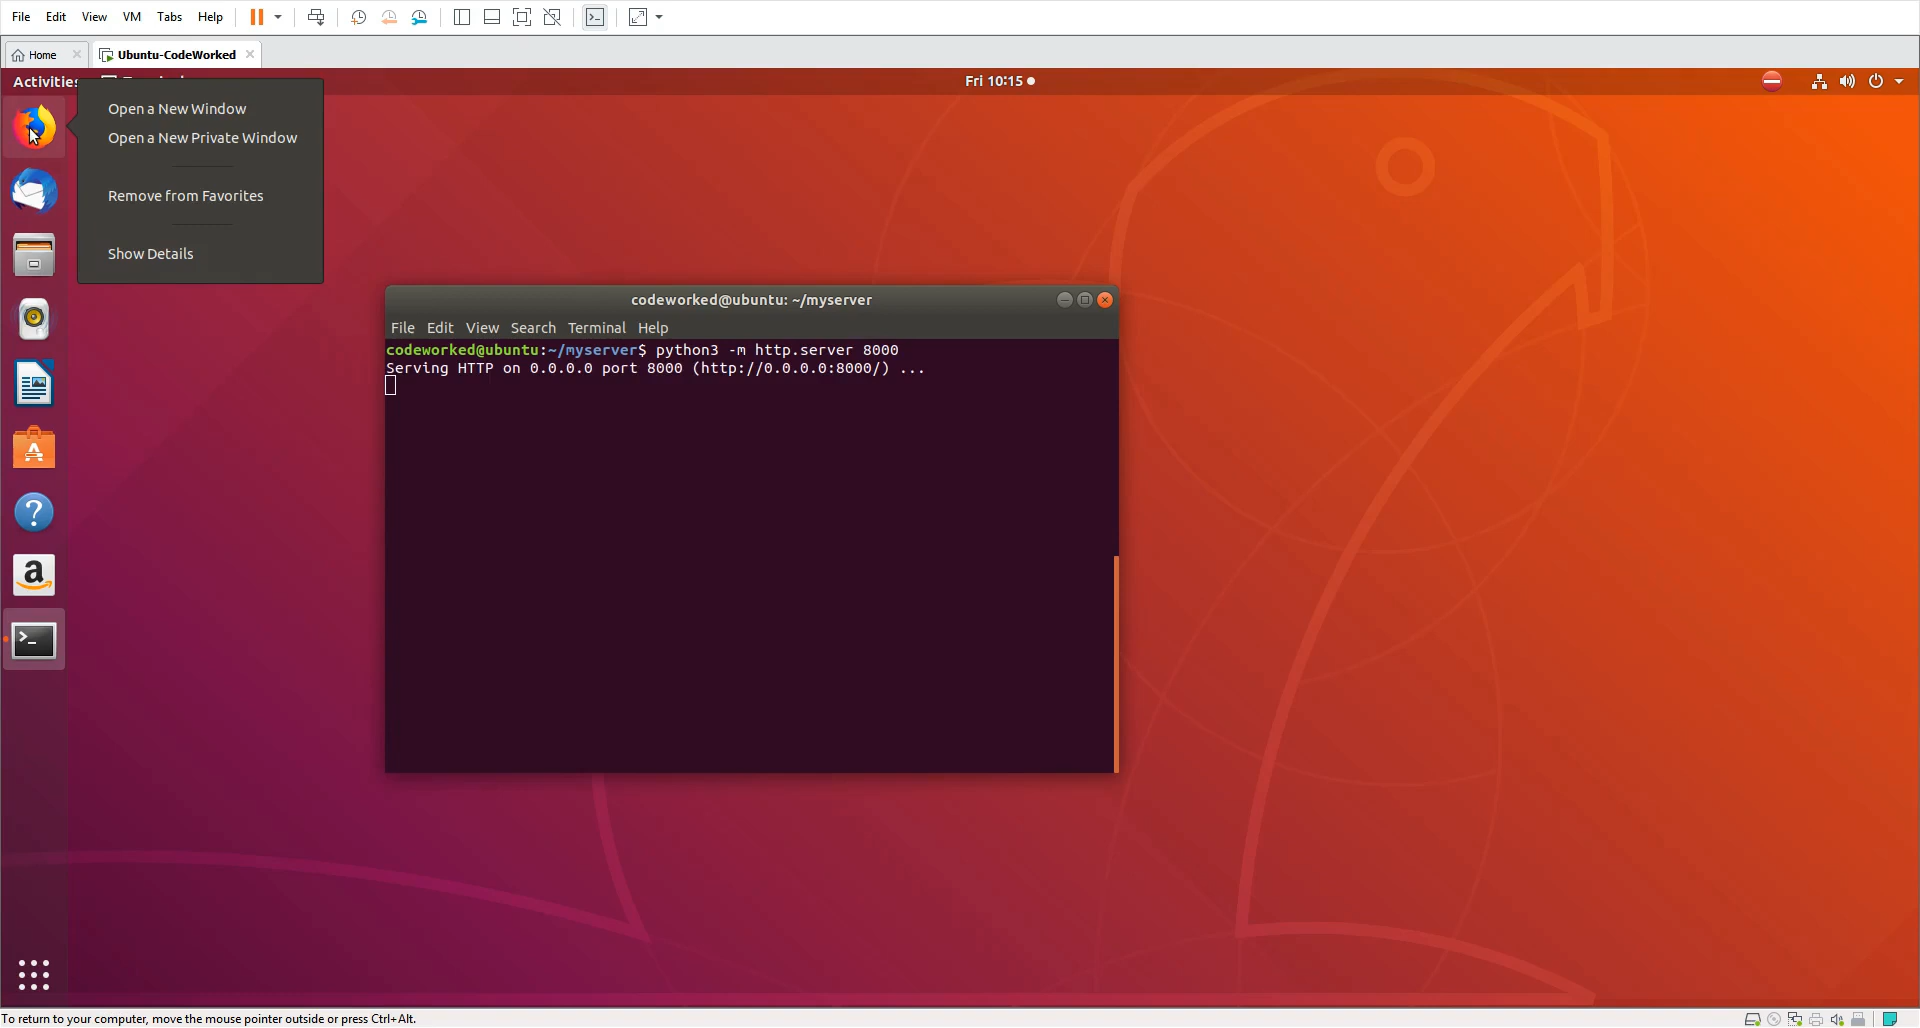 File Edit View VM Tabs Help
Home Ubuntu-CodeWorked
Activities Fri 10:15
Open a New Window
Open a New Private Window
Remove from Favorites
Show Details
codeworked@ubuntu: ~/myserver
File Edit View Search Terminal Help
codeworked@ubuntu:~/myserver$ python3 -m http.server 8000
Serving HTTP on 0.0.0.0 port 8000 (http://0.0.0.0:8000/) ...
To return to your computer, move the mouse pointer outside or press Ctrl+Alt.